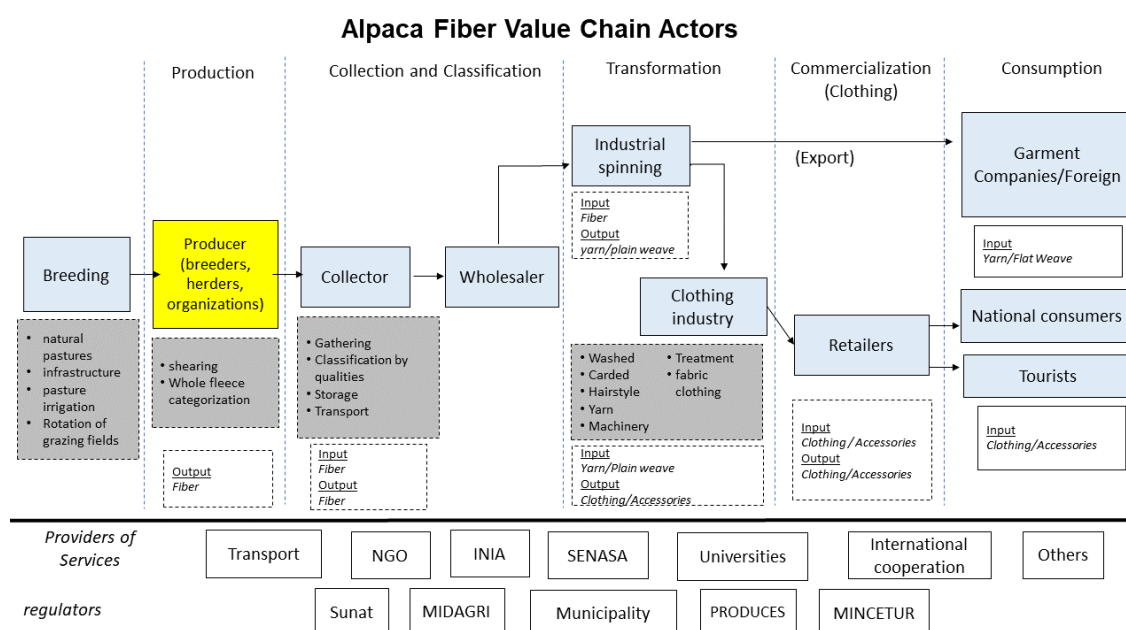 Alpaca Fiber Value Chain Actors
Production
Collection and Classification
Transformation
Commercialization
(Clothing)
Consumption
Breeding
• natural
pastures
• infrastructure
• pasture
irrigation
• Rotation of
grazing fields
Producer
(breeders,
herders,
organizations)
• shearing
• Whole fleece
categorization
Output
Fiber
Collector
Wholesaler
• Gathering
• Classification by
qualities
• Storage
• Transport
Input
Fiber
Output
Fiber
Industrial
spinning
Input
Fiber
Output
yarn/plain weave
Clothing
industry
• Washed
• Carded
• Hairstyle
• Yarn
• Machinery
• Treatment
• fabric
clothing
Input
Yarn/Plain weave
Output
Clothing/Accessories
(Export)
Retailers
Input
Clothing/Accessories
Output
Clothing/Accessories
Garment
Companies/Foreign
Input
Yarn/Flat Weave
National consumers
Tourists
Input
Clothing/Accessories
Providers of
Services
Transport
NGO
INIA
SENASA
Universities
International
cooperation
Others
regulators
Sunat
MIDAGRI
Municipality
PRODUCES
MINCETUR